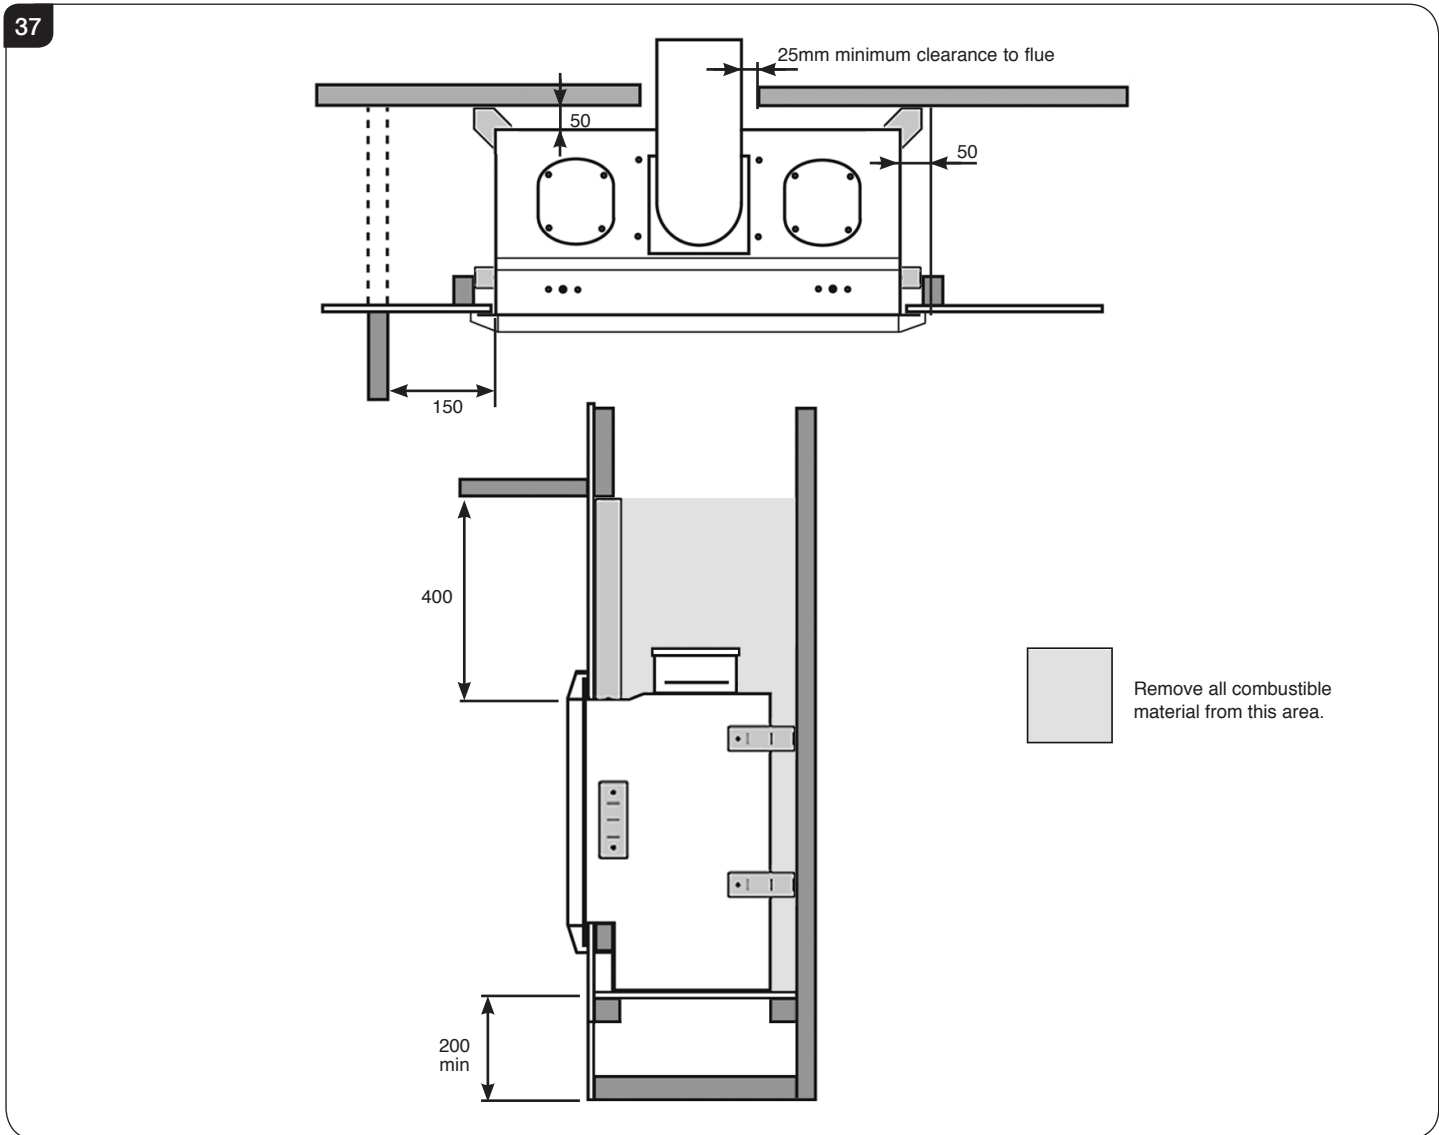 37
25mm minimum clearance to flue
50
50
150
400
Remove all combustible
material from this area.
200
min